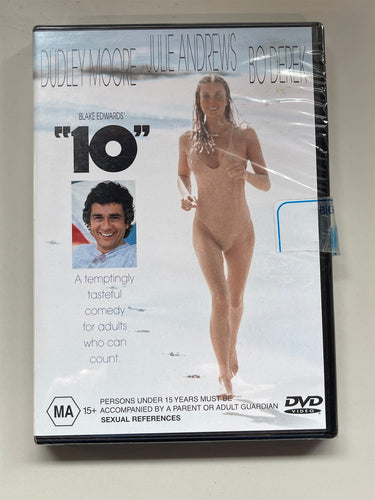 DUDLEY MOORE JULIE ANDREWS BO DEREK
BLAKE EDWARDS'
"10"
A temptingly
tasteful
comedy
for adults
who can
count.
MA 15+
PERSONS UNDER 15 YEARS MUST BE
ACCOMPANIED BY A PARENT OR ADULT GUARDIAN
SEXUAL REFERENCES
DVD
VIDEO